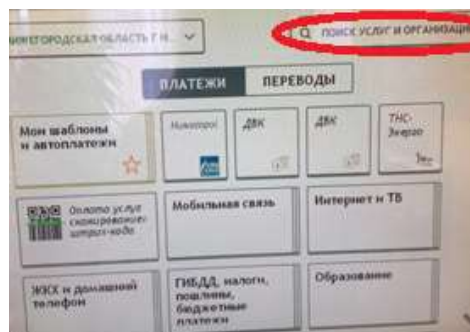 НИЖЕГОРОДСКАЯ ОБЛАСТЬ Г Н...
ПОИСК УСЛУГ И ОРГАНИЗАЦИ
ПЛАТЕЖИ
ПЕРЕВОДЫ
Мои шаблоны
и автоплатежи
ДВК
ДВК
ТНС-
Энерго
Оплата услуг
сканированием
штрих-кода
Мобильная связь
Интернет и ТВ
ЖКХ и домашний
телефон
ГИБДД, налоги,
пошлины,
бюджетные
платежи
Образование